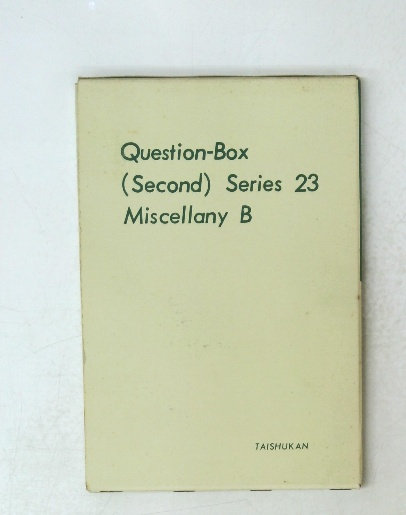 Question-Box
(Second) Series 23
Miscellany B
TAISHUKAN